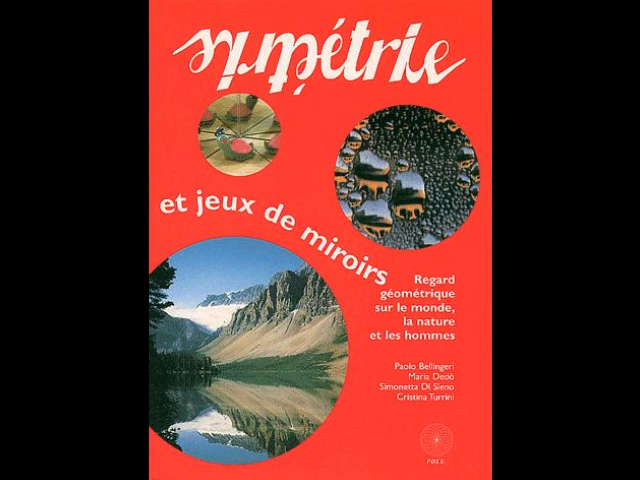 symétrie
et jeux de miroirs
Regard
géométrique
sur le monde,
la nature
et les hommes
Paolo Bellingeri
Maria Dedò
Simonetta Di Sieno
Cristina Turrini
POLE